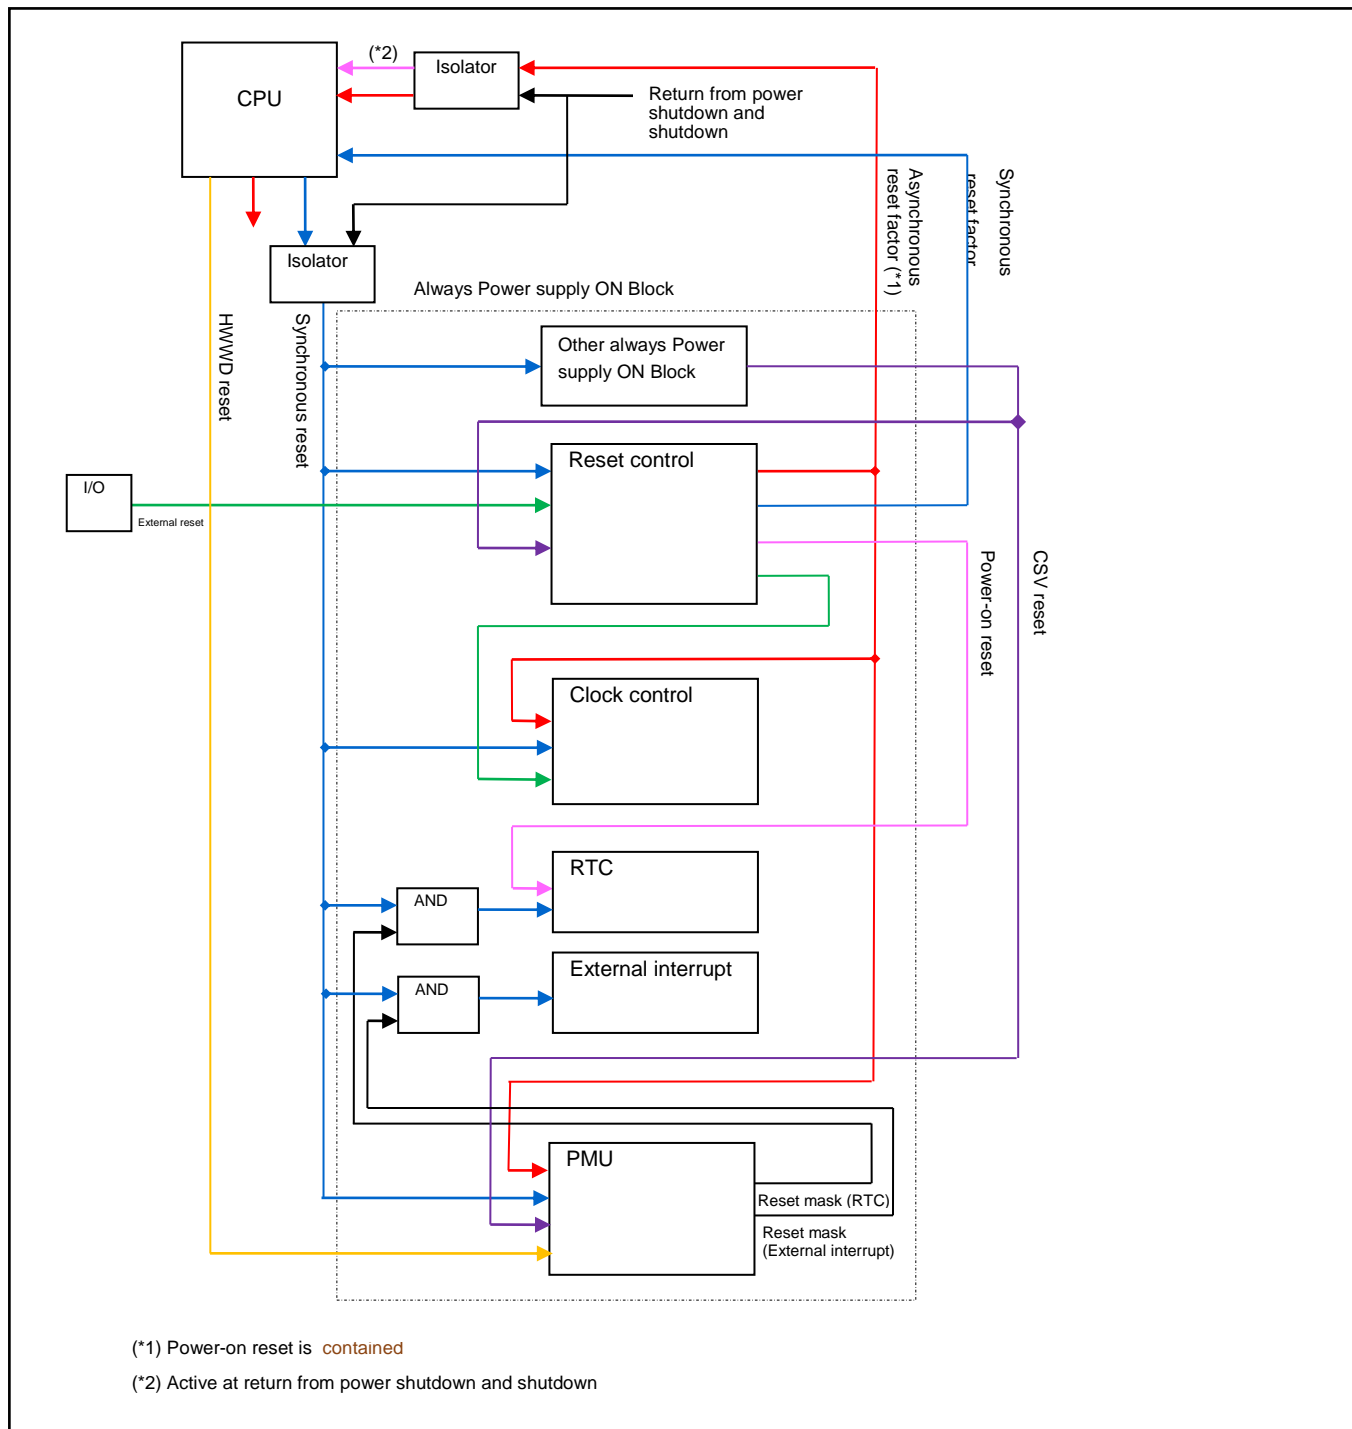 (*2)
Isolator
CPU
Return from power
shutdown and
shutdown
Asynchronous
reset factor (*1)
Synchronous
reset factor
Isolator
Always Power supply ON Block
HWWD reset
Synchronous reset
Other always Power
supply ON Block
Reset control
I/O
External reset
Power-on reset
CSV reset
Clock control
RTC
AND
External interrupt
AND
PMU
Reset mask (RTC)
Reset mask
(External interrupt)
(*1) Power-on reset is contained
(*2) Active at return from power shutdown and shutdown